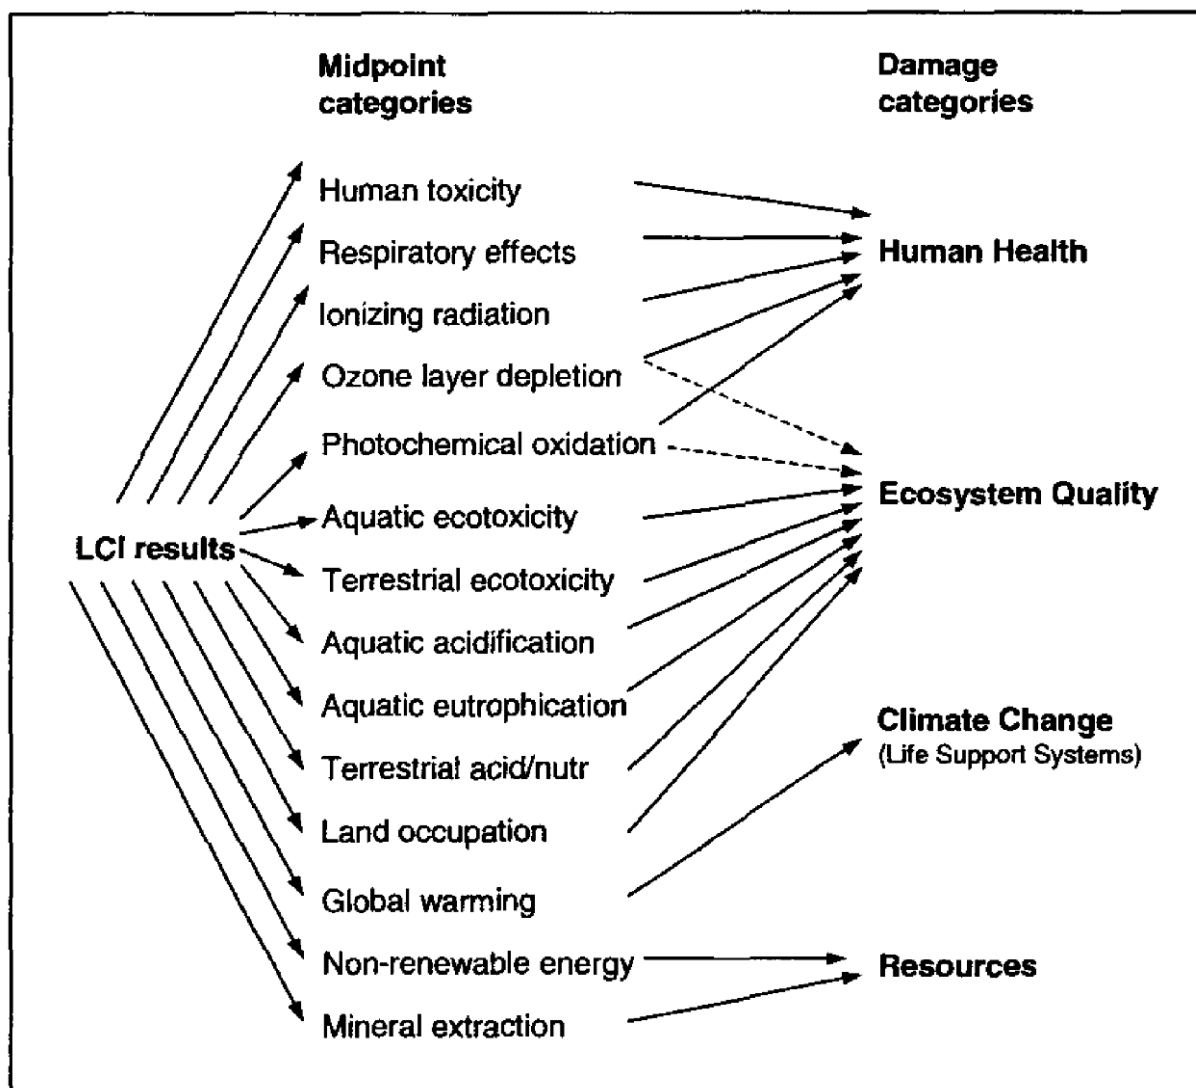 Midpoint
categories
Damage
categories
Human toxicity
Respiratory effects
Human Health
Ionizing radiation
Ozone layer depletion
Photochemical oxidation
Ecosystem Quality
Aquatic ecotoxicity
LCI results
Terrestrial ecotoxicity
Aquatic acidification
Aquatic eutrophication
Climate Change
(Life Support Systems)
Terrestrial acid/nutr
Land occupation
Global warming
Non-renewable energy
Resources
Mineral extraction